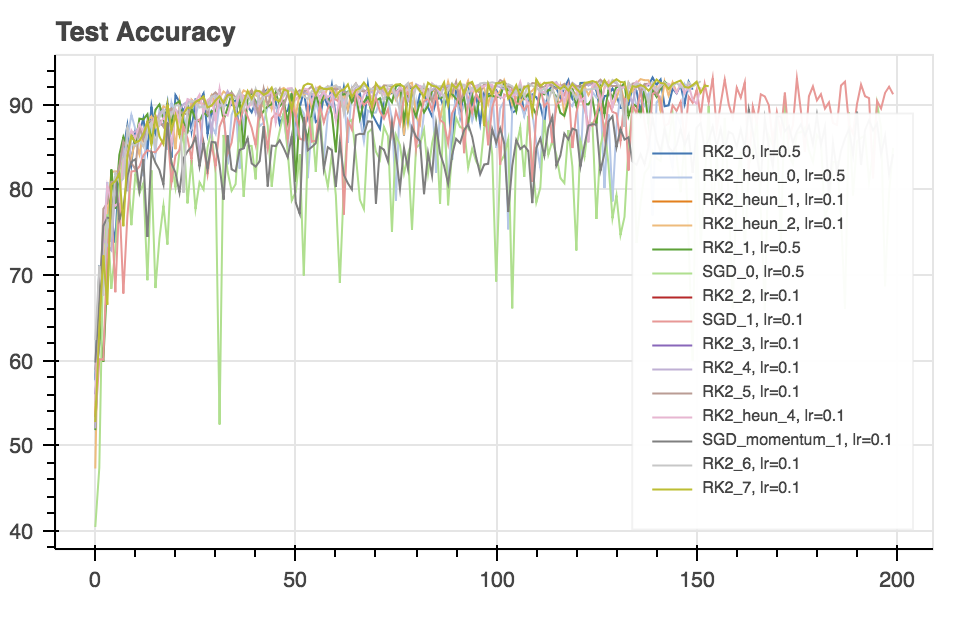 Test Accuracy
90
80
70
60
50
40
RK2_0, lr=0.5
RK2_heun_0, lr=0.5
RK2_heun_1, lr=0.1
RK2_heun_2, lr=0.1
RK2_1, lr=0.5
SGD_0, lr=0.5
RK2_2, lr=0.1
SGD_1, lr=0.1
RK2_3, lr=0.1
RK2_4, lr=0.1
RK2_5, lr=0.1
RK2_heun_4, lr=0.1
SGD_momentum_1, lr=0.1
RK2_6, lr=0.1
RK2_7, lr=0.1
0 50 100 150 200